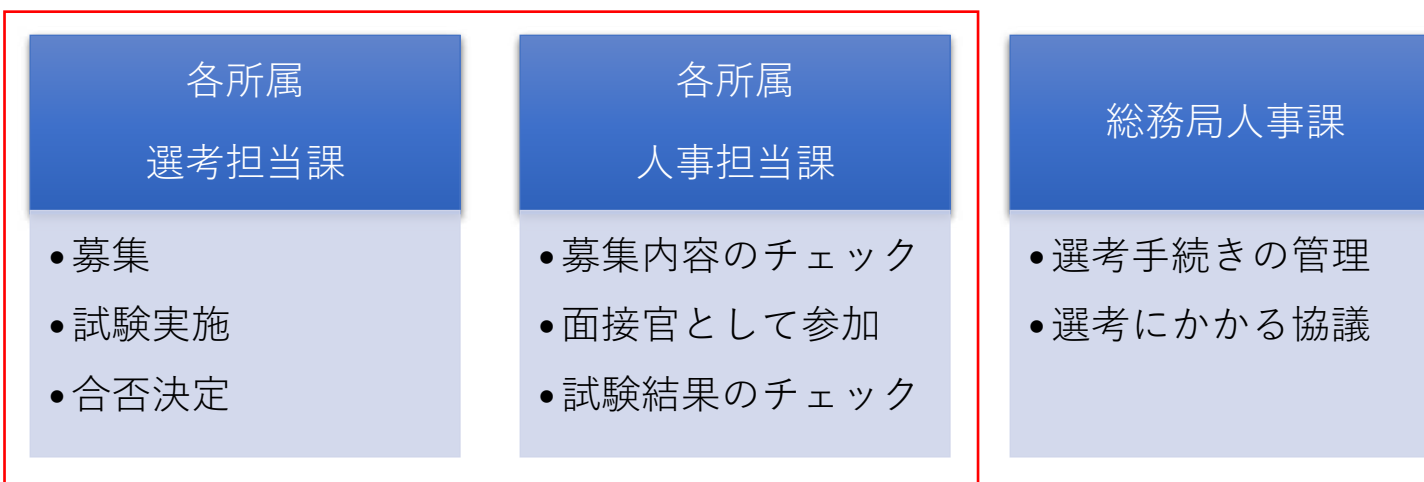 各所属
選考担当課
•募集
•試験実施
•合否決定
各所属
人事担当課
•募集内容のチェック
•面接官として参加
•試験結果のチェック
総務局人事課
•選考手続きの管理
•選考にかかる協議